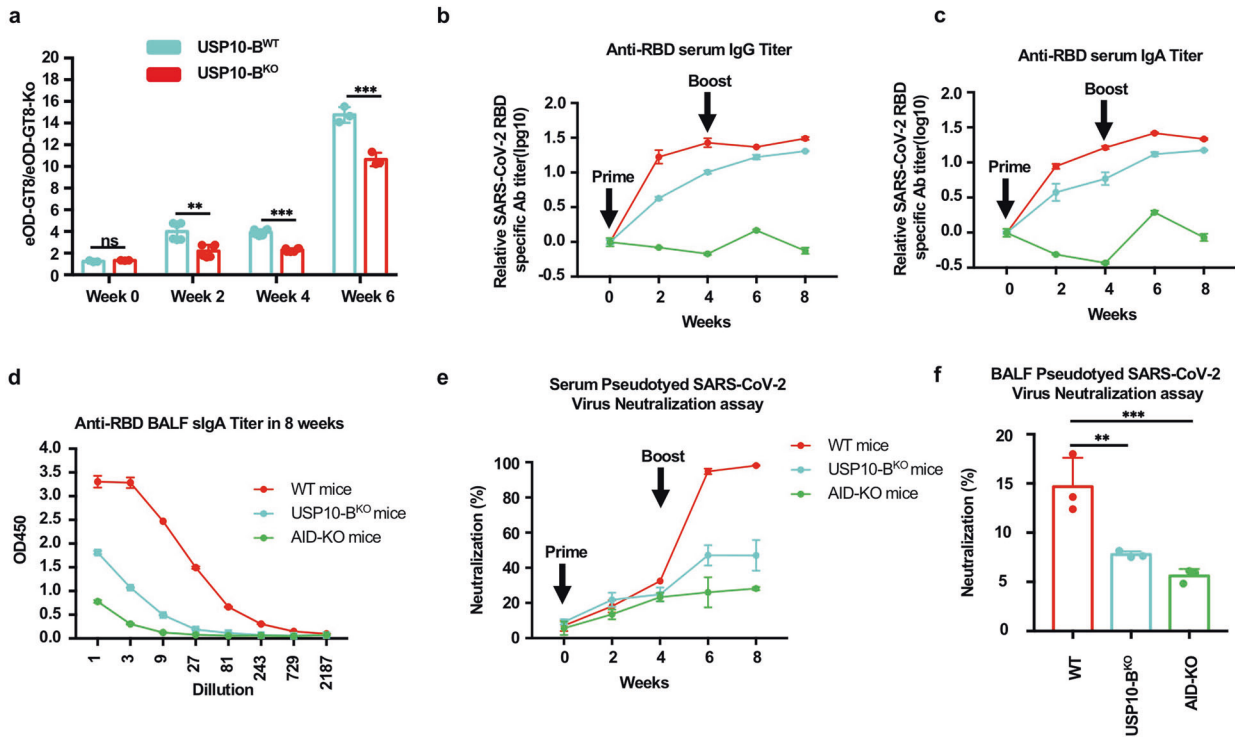 a
USP10-B^WT
USP10-B^KO
eOD-GT8/eOD-GT8-Ko
20
18
16
14
12
10
8
6
4
2
0
ns
**
***
***
Week 0
Week 2
Week 4
Week 6
b
Anti-RBD serum IgG Titer
Relative SARS-CoV-2 RBD
specific Ab titer(lpg10)
2.0
1.5
1.0
0.5
0.0
-0.5
Prime
Boost
0
2
4
6
8
Weeks
c
Anti-RBD serum IgA Titer
Relative SARS-CoV-2 RBD
specific Ab titer(log10)
2.0
1.5
1.0
0.5
0.0
-0.5
Prime
Boost
0
2
4
6
8
Weeks
d
Anti-RBD BALF sIgA Titer in 8 weeks
OD450
4.0
3.5
3.0
2.5
2.0
1.5
1.0
0.5
0.0
WT mice
USP10-B^KO mice
AID-KO mice
1
3
9
27
81
243
729
2187
Dillution
e
Serum Pseudotyed SARS-CoV-2
Virus Neutralization assay
Neutralization (%)
100
80
60
40
20
0
Prime
Boost
WT mice
USP10-B^KO mice
AID-KO mice
0
2
4
6
8
Weeks
f
BALF Pseudotyed SARS-CoV-2
Virus Neutralization assay
Neutralization (%)
20
15
10
5
0
***
**
WT
USP10-B^KO
AID-KO